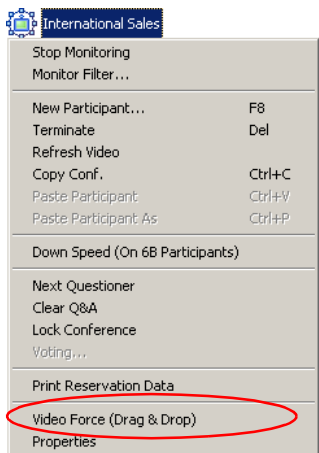 International Sales
Stop Monitoring
Monitor Filter...
New Participant... F8
Terminate Del
Refresh Video
Copy Conf. Ctrl+C
Paste Participant Ctrl+V
Paste Participant As Ctrl+P
Down Speed (On 6B Participants)
Next Questioner
Clear Q&A
Lock Conference
Voting...
Print Reservation Data
Video Force (Drag & Drop)
Properties